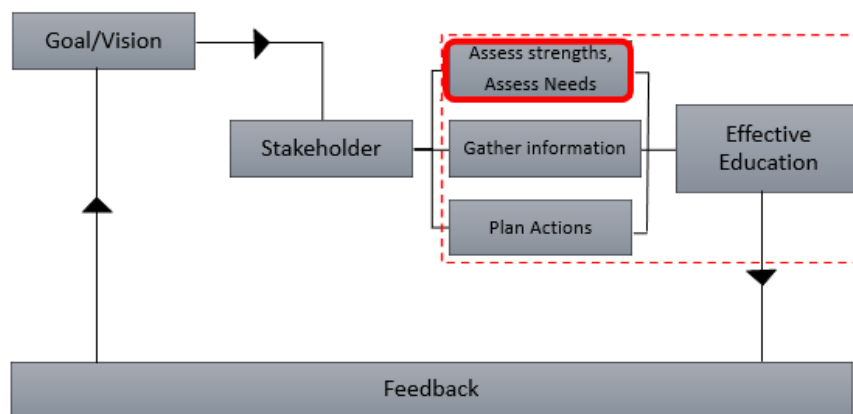 Goal/Vision
Assess strengths,
Assess Needs
Stakeholder
Gather information
Effective
Education
Plan Actions
Feedback